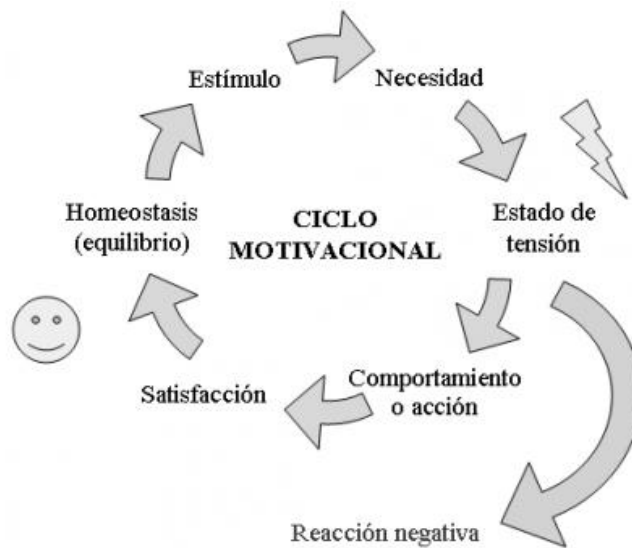 Estímulo
Necesidad
Homeostasis
(equilibrio)
CICLO
MOTIVACIONAL
Estado de
tensión
Satisfacción
Comportamiento
o acción
Reacción negativa